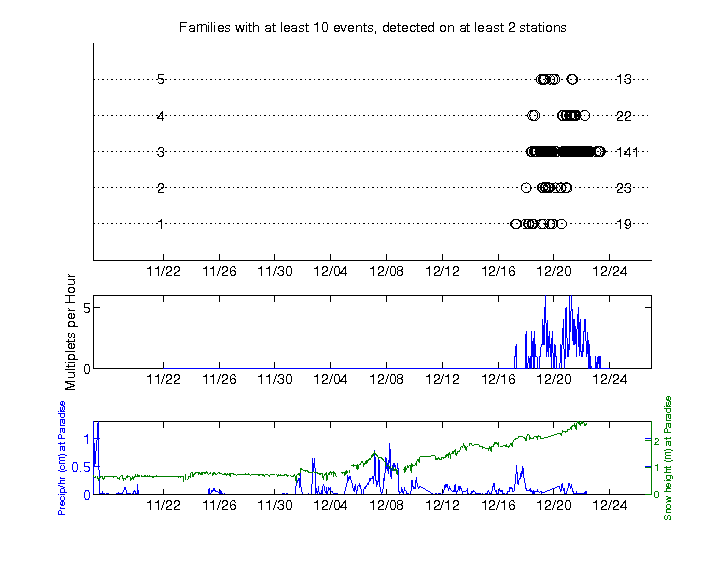 Families with at least 10 events, detected on at least 2 stations
5 13
4 22
3 141
2 23
1 19
11/22 11/26 11/30 12/04 12/08 12/12 12/16 12/20 12/24
Multiplets per Hour
5
0
11/22 11/26 11/30 12/04 12/08 12/12 12/16 12/20 12/24
Precip/hr (cm) at Paradise
1
0.5
0
Snow height (m) at Paradise
2
1
0
11/22 11/26 11/30 12/04 12/08 12/12 12/16 12/20 12/24